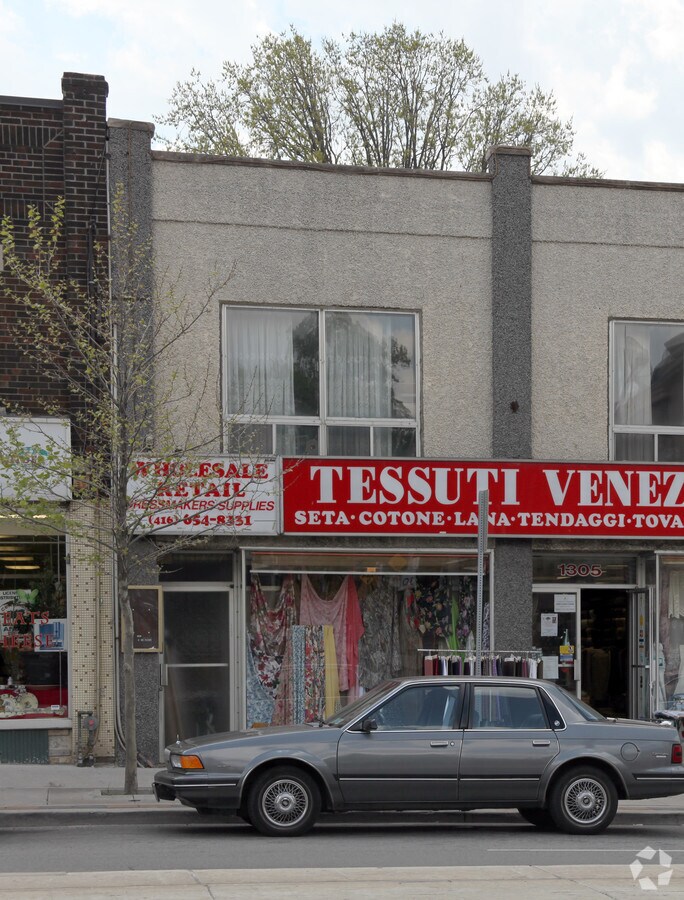 WHOLESALE
RETAIL
DRESSMAKERS SUPPLIES
(416) 654-8331
TESSUTI VENEZ
SETA · COTONE · LANA · TENDAGGI · TOVA
1305